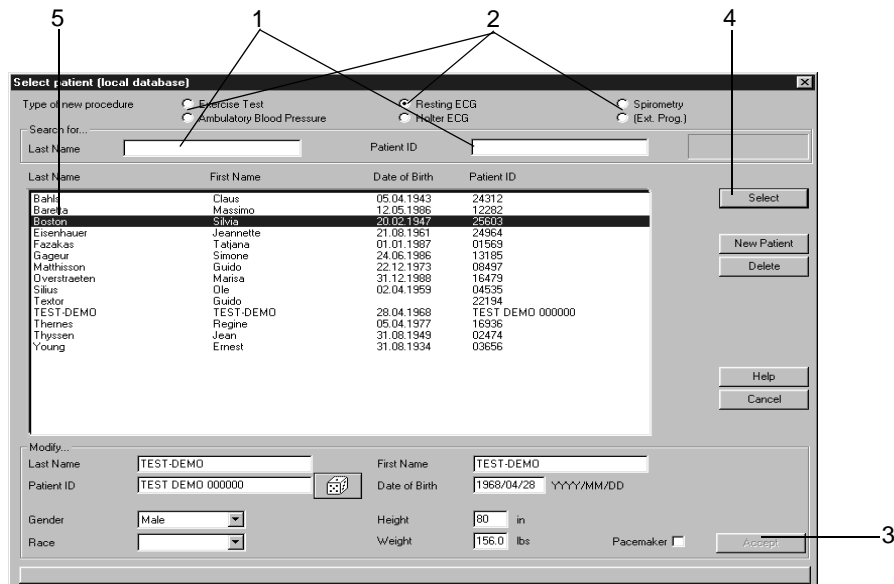 5 1 2 4
Select patient (local database)
Type of new procedure Exercise Test Resting ECG Spirometry
Ambulatory Blood Pressure Holter ECG (Ext. Prog.)
Search for...
Last Name Patient ID
Last Name First Name Date of Birth Patient ID
Bahls Claus 05.04.1943 24312
Baretta Massimo 12.05.1986 12282
Boston Silvia 20.02.1947 25603
Eisenhauer Jeannette 21.08.1961 24964
Fazakas Tatjana 01.01.1987 01569
Gageur Simone 24.06.1986 13185
Matthisson Guido 22.12.1973 08497
Overstraeten Marisa 31.12.1988 16479
Silius Ole 02.04.1959 04535
Textor Guido 22194
TEST-DEMO TEST-DEMO 28.04.1968 TEST DEMO 000000
Thernes Regine 05.04.1977 16936
Thyssen Jean 31.08.1949 02474
Young Ernest 31.08.1934 03656
Select
New Patient
Delete
Help
Cancel
Modify...
Last Name TEST-DEMO First Name TEST-DEMO
Patient ID TEST DEMO 000000 Date of Birth 1968/04/28 YYYY/MM/DD
Gender Male Height 80 in
Race Weight 156.0 lbs Pacemaker Accept 3